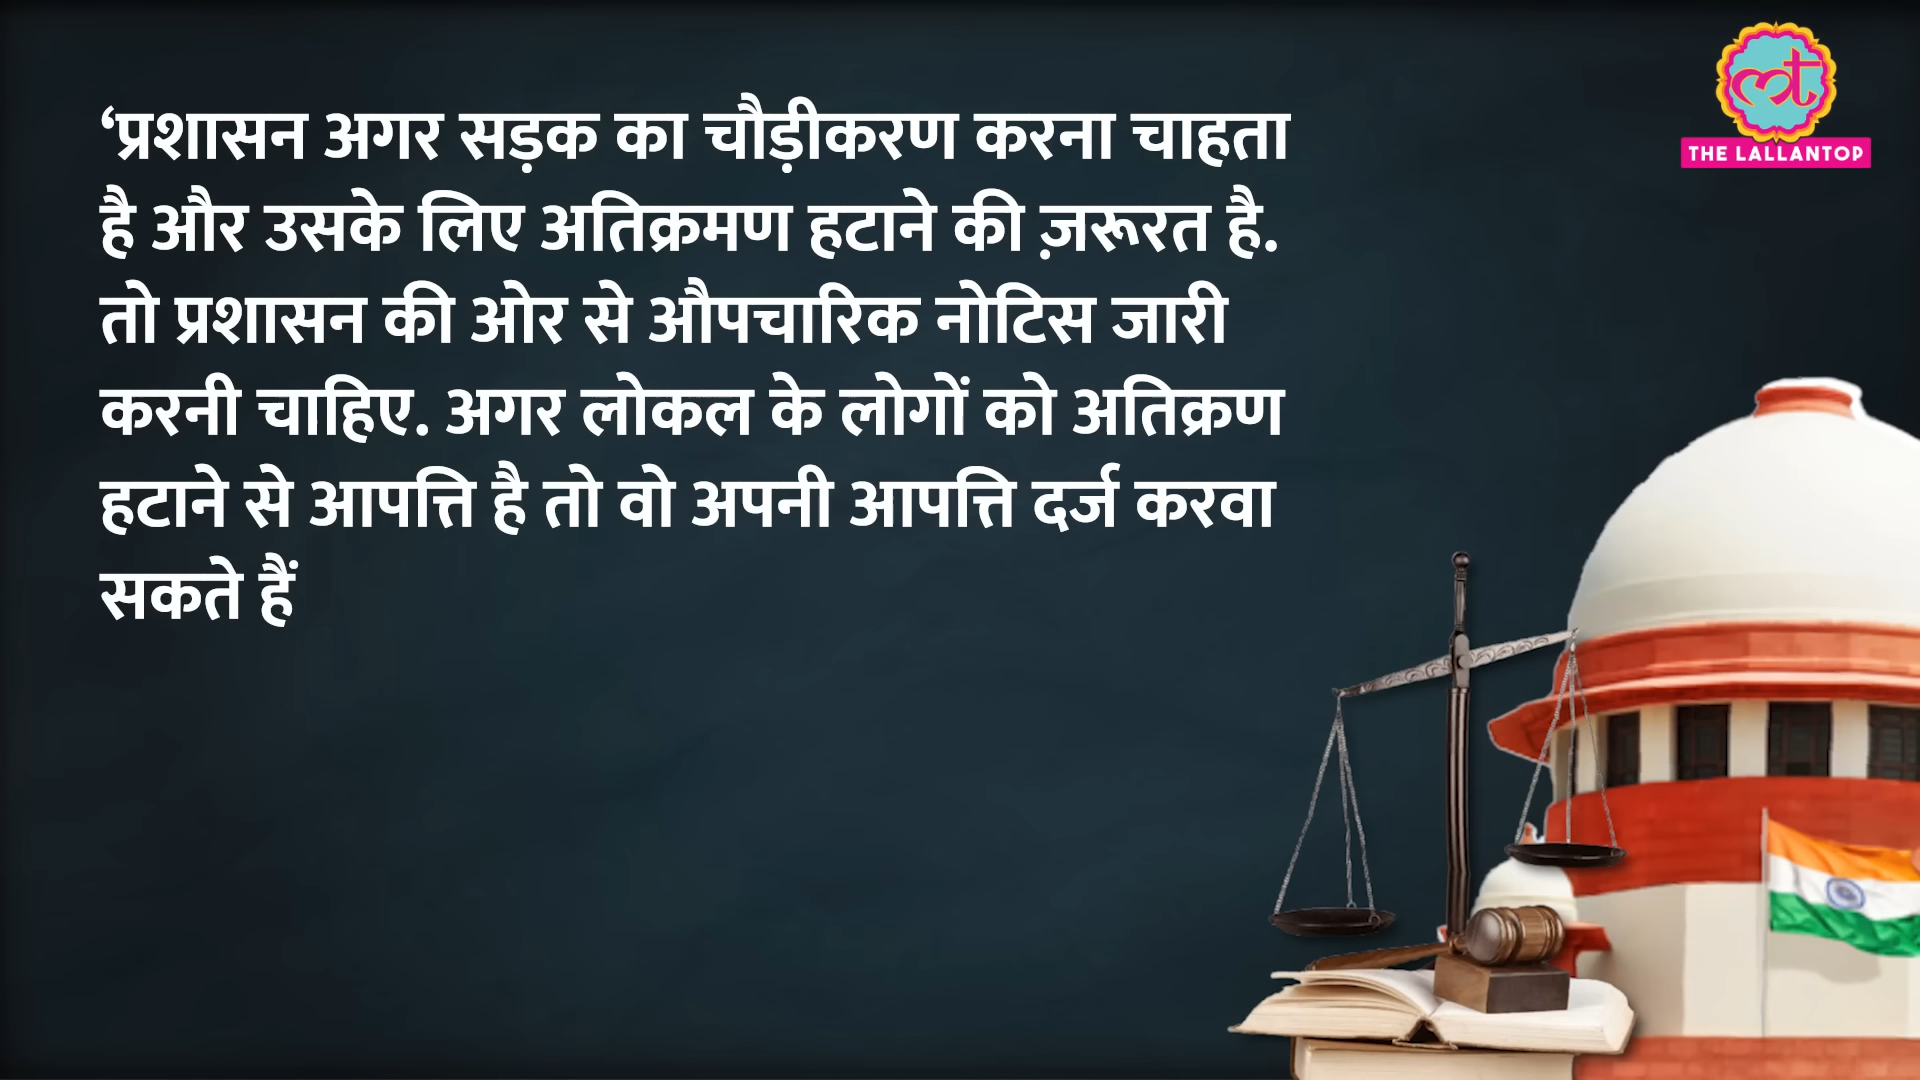 ‘प्रशासन अगर सड़क का चौड़ीकरण करना चाहता
है और उसके लिए अतिक्रमण हटाने की ज़रूरत है.
तो प्रशासन की ओर से औपचारिक नोटिस जारी
करनी चाहिए. अगर लोकल के लोगों को अतिक्रण
हटाने से आपत्ति है तो वो अपनी आपत्ति दर्ज करवा
सकते हैं
लt
THE LALLANTOP